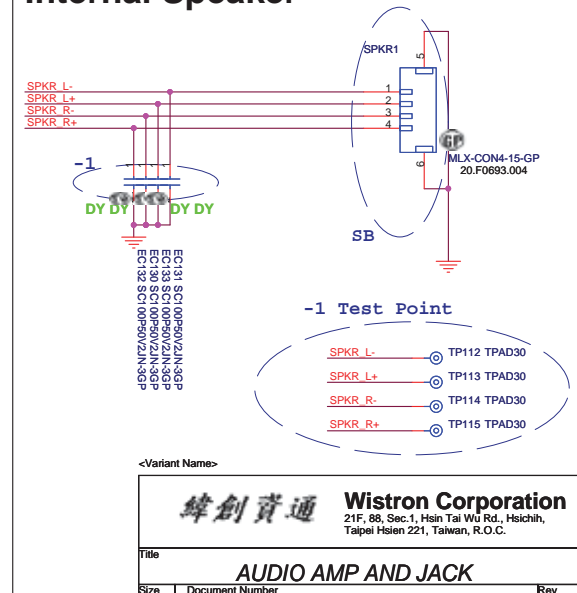 Internal Speaker
SPKR1
SPKR_L-
SPKR_L+
SPKR_R-
SPKR_R+
5
1
2
3
4
6
GP
MLX-CON4-15-GP
20.F0693.004
-1
DY DY DY DY
SB
EC131 SC100P50V2JN-3GP
EC133 SC100P50V2JN-3GP
EC130 SC100P50V2JN-3GP
EC132 SC100P50V2JN-3GP
-1 Test Point
SPKR_L- TP112 TPAD30
SPKR_L+ TP113 TPAD30
SPKR_R- TP114 TPAD30
SPKR_R+ TP115 TPAD30
<Variant Name>
緯創資通
Wistron Corporation
21F, 88, Sec.1, Hsin Tai Wu Rd., Hsichih,
Taipei Hsien 221, Taiwan, R.O.C.
Title
AUDIO AMP AND JACK
Size Document Number Rev